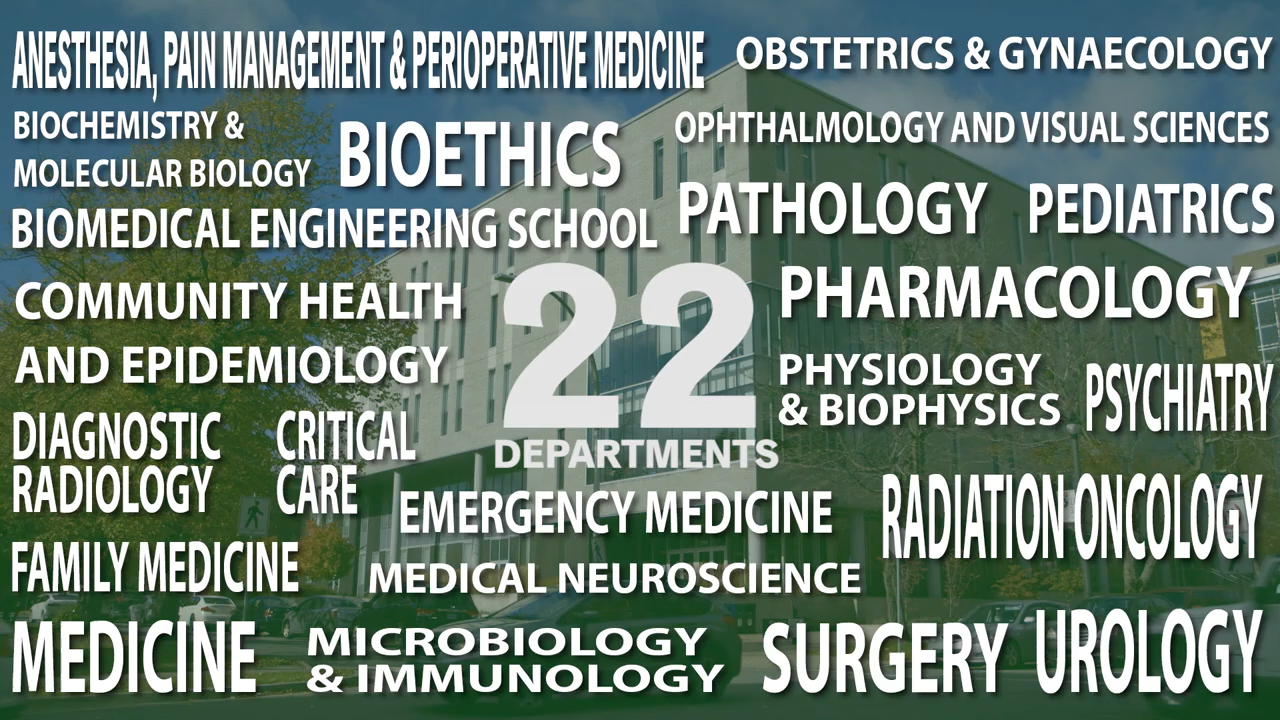 ANESTHESIA, PAIN MANAGEMENT & PERIOPERATIVE MEDICINE
OBSTETRICS & GYNAECOLOGY
BIOCHEMISTRY &
MOLECULAR BIOLOGY
BIOETHICS
OPHTHALMOLOGY AND VISUAL SCIENCES
BIOMEDICAL ENGINEERING SCHOOL
PATHOLOGY
PEDIATRICS
COMMUNITY HEALTH
AND EPIDEMIOLOGY
22
DEPARTMENTS
PHARMACOLOGY
PHYSIOLOGY
& BIOPHYSICS
PSYCHIATRY
DIAGNOSTIC
RADIOLOGY
CRITICAL
CARE
EMERGENCY MEDICINE
RADIATION ONCOLOGY
FAMILY MEDICINE
MEDICAL NEUROSCIENCE
MEDICINE
MICROBIOLOGY
& IMMUNOLOGY
SURGERY
UROLOGY